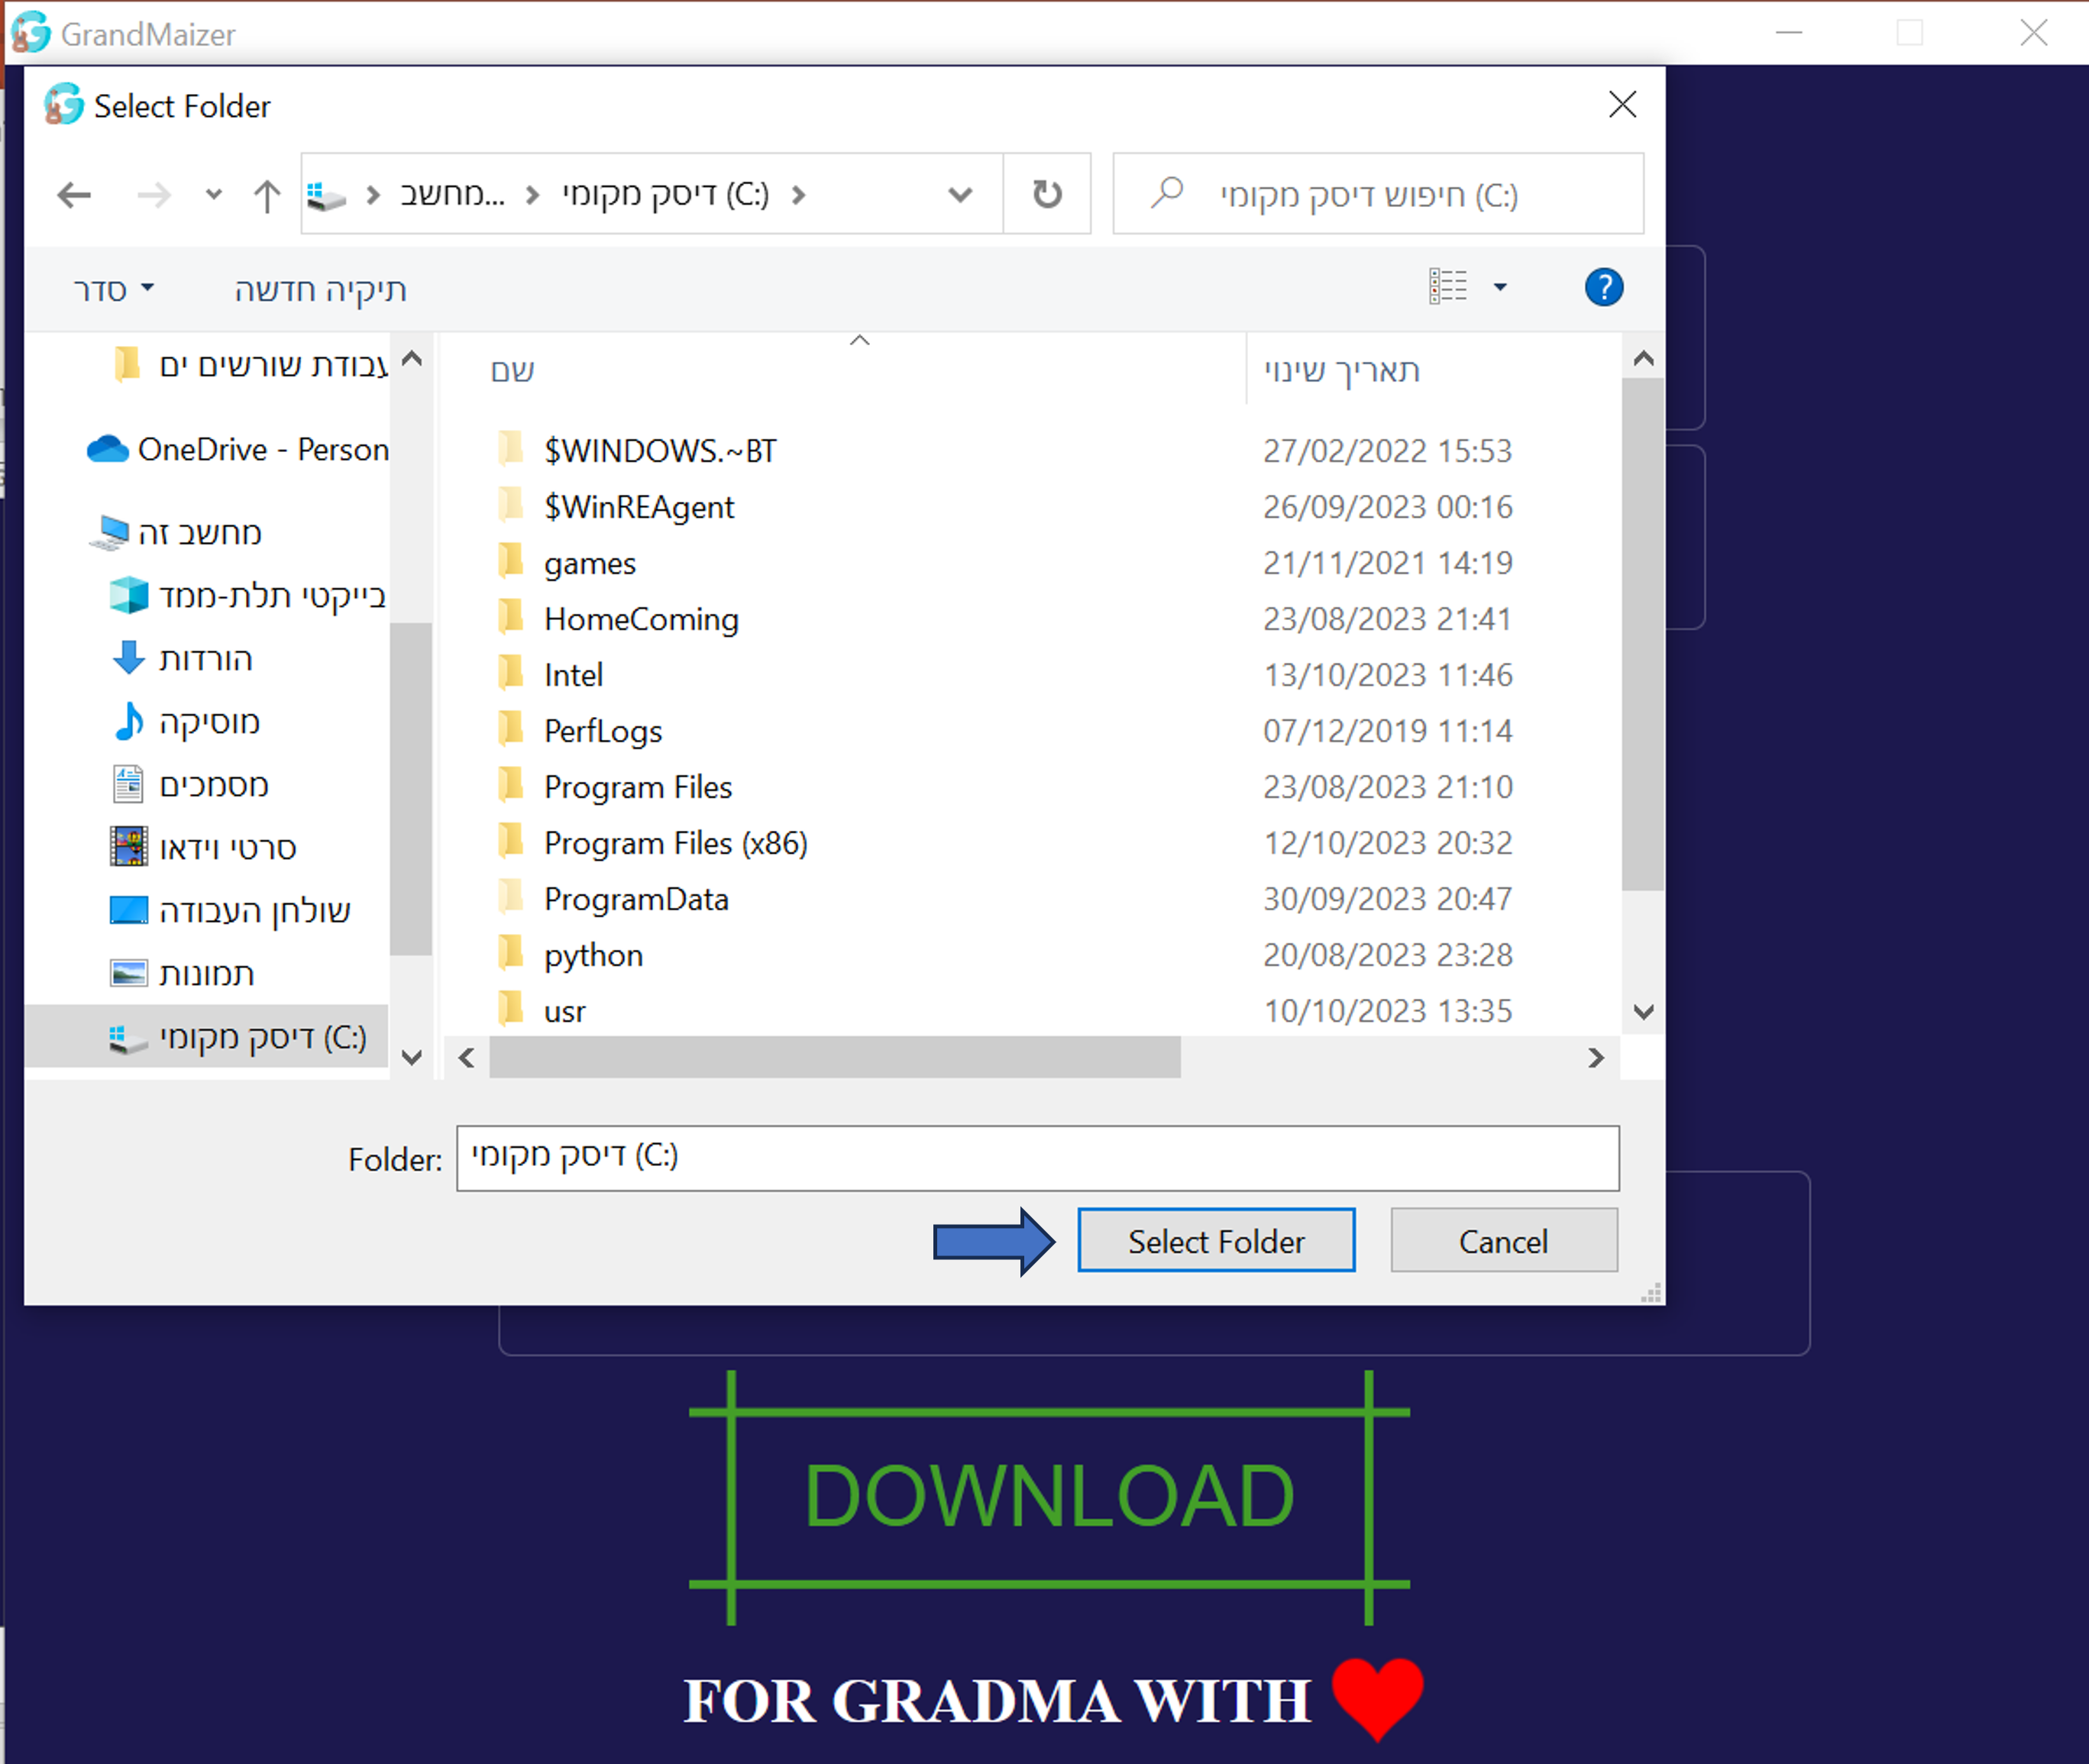 GrandMaizer
Select Folder
מחשב...
דיסק מקומי (C:)
חיפוש דיסק מקומי (C:)
סדר
תיקיה חדשה
עבודת שורשים ים
OneDrive - Person
מחשב זה
בייקטי תלת-ממד
הורדות
מוסיקה
מסמכים
סרטי וידאו
שולחן העבודה
תמונות
דיסק מקומי (C:)
שם
תאריך שינוי
$WINDOWS.~BT 27/02/2022 15:53
$WinREAgent 26/09/2023 00:16
games 21/11/2021 14:19
HomeComing 23/08/2023 21:41
Intel 13/10/2023 11:46
PerfLogs 07/12/2019 11:14
Program Files 23/08/2023 21:10
Program Files (x86) 12/10/2023 20:32
ProgramData 30/09/2023 20:47
python 20/08/2023 23:28
usr 10/10/2023 13:35
Folder: דיסק מקומי (C:)
Select Folder
Cancel
DOWNLOAD
FOR GRADMA WITH